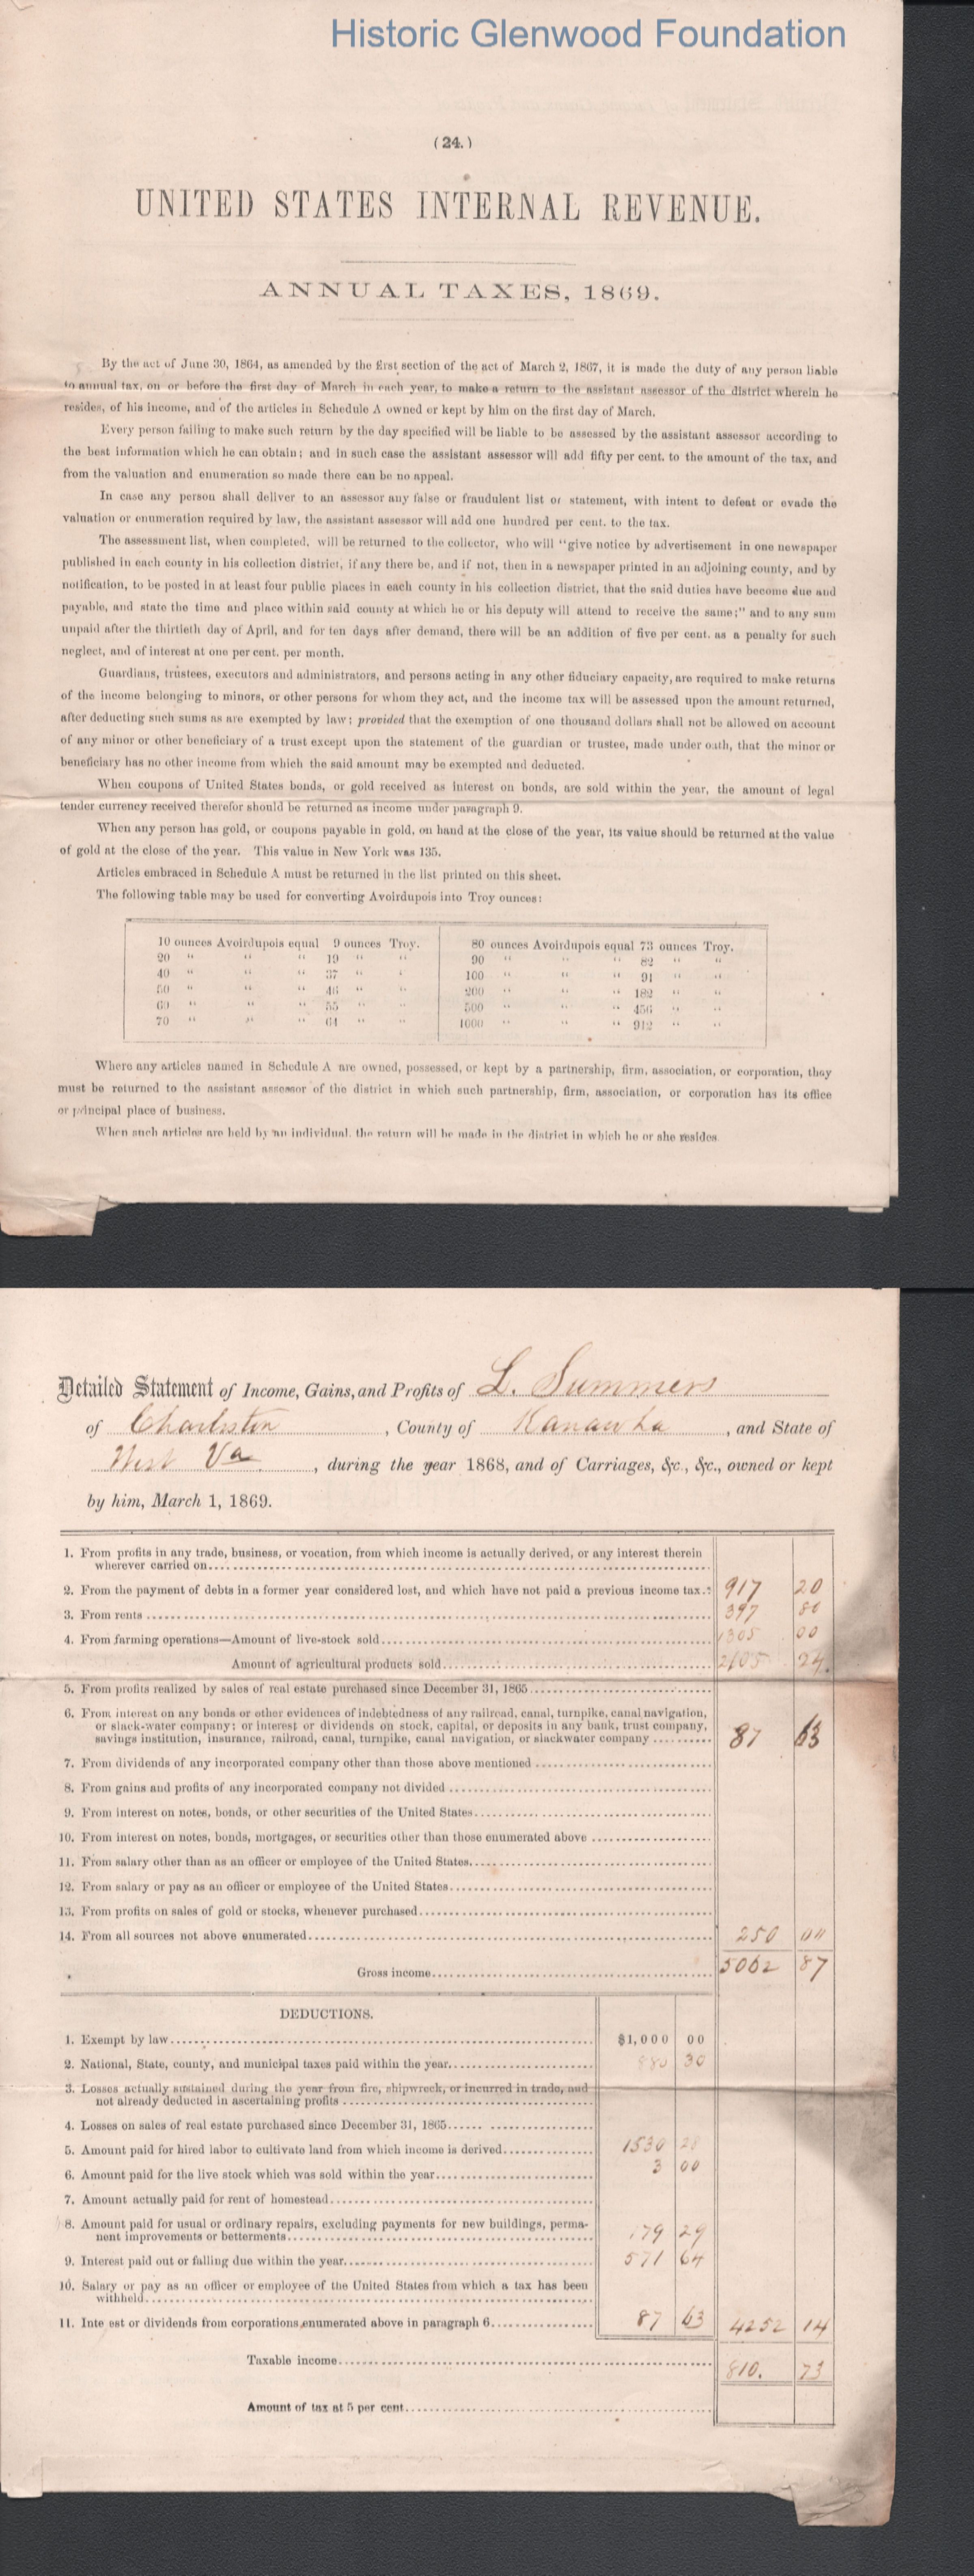 Historic Glenwood Foundation
(24.)
UNITED STATES INTERNAL REVENUE.
ANNUAL TAXES, 1869.
By the act of June 30, 1864, as amended by the first section of the act of March 2, 1867, it is made the duty of any person liable
to annual tax, on or before the first day of March in each year, to make a return to the assistant assessor of the district wherein he
resides, of his income, and of the articles in Schedule A owned or kept by him on the first day of March.
Every person failing to make such return by the day specified will be liable to be assessed by the assistant assessor according to
the best information which he can obtain; and in such case the assistant assessor will add fifty per cent. to the amount of the tax, and
from the valuation and enumeration so made there can be no appeal.
In case any person shall deliver to an assessor any false or fraudulent list or statement, with intent to defeat or evade the
valuation or enumeration required by law, the assistant assessor will add one hundred per cent. to the tax.
The assessment list, when completed, will be returned to the collector, who will "give notice by advertisement in one newspaper
published in each county in his collection district, if any there be, and if not, then in a newspaper printed in an adjoining county, and by
notification, to be posted in at least four public places in each county in his collection district, that the said duties have become due and
payable, and state the time and place within said county at which he or his deputy will attend to receive the same;" and to any sum
unpaid after the thirtieth day of April, and for ten days after demand, there will be an addition of five per cent. as a penalty for such
neglect, and of interest at one per cent. per month.
Guardians, trustees, executors and administrators, and persons acting in any other fiduciary capacity, are required to make returns
of the income belonging to minors, or other persons for whom they act, and the income tax will be assessed upon the amount returned,
after deducting such sums as are exempted by law: provided that the exemption of one thousand dollars shall not be allowed on account
of any minor or other beneficiary of a trust except upon the statement of the guardian or trustee, made under oath, that the minor or
beneficiary has no other income from which the said amount may be exempted and deducted.
When coupons of United States bonds, or gold received as interest on bonds, are sold within the year, the amount of legal
tender currency received therefor should be returned as income under paragraph 9.
When any person has gold, or coupons payable in gold, on hand at the close of the year, its value should be returned at the value
of gold at the close of the year. This value in New York was 135.
Articles embraced in Schedule A must be returned in the list printed on this sheet.
The following table may be used for converting Avoirdupois into Troy ounces:
10 ounces Avoirdupois equal 9 ounces Troy. 80 ounces Avoirdupois equal 73 ounces Troy.
20 " " " 19 " " 90 " " " 82 " "
40 " " " 37 " " 100 " " " 91 " "
50 " " " 46 " " 200 " " " 182 " "
60 " " " 55 " " 500 " " " 456 " "
70 " " " 64 " " 1000 " " " 912 " "
Where any articles named in Schedule A are owned, possessed, or kept by a partnership, firm, association, or corporation, they
must be returned to the assistant assessor of the district in which such partnership, firm, association, or corporation has its office
or principal place of business.
When such articles are held by an individual, the return will be made in the district in which he or she resides.
Detailed Statement of Income, Gains, and Profits of L. Summers
of Charleston, County of Kanawha, and State of
West Va, during the year 1868, and of Carriages, &c., &c., owned or kept
by him, March 1, 1869.
1. From profits in any trade, business, or vocation, from which income is actually derived, or any interest therein
wherever carried on
2. From the payment of debts in a former year considered lost, and which have not paid a previous income tax. 917 20
3. From rents 397 80
4. From farming operations—Amount of live-stock sold 1305 00
Amount of agricultural products sold 2105 24
5. From profits realized by sales of real estate purchased since December 31, 1865
6. From interest on any bonds or other evidences of indebtedness of any railroad, canal, turnpike, canal navigation,
or slack-water company; or interest or dividends on stock, capital, or deposits in any bank, trust company,
savings institution, insurance, railroad, canal, turnpike, canal navigation, or slackwater company 87 63
7. From dividends of any incorporated company other than those above mentioned
8. From gains and profits of any incorporated company not divided
9. From interest on notes, bonds, or other securities of the United States
10. From interest on notes, bonds, mortgages, or securities other than those enumerated above
11. From salary other than as an officer or employee of the United States
12. From salary or pay as an officer or employee of the United States
13. From profits on sales of gold or stocks, whenever purchased
14. From all sources not above enumerated 250 00
Gross income 5062 87
DEDUCTIONS.
1. Exempt by law $1,000 00
2. National, State, county, and municipal taxes paid within the year 880 30
3. Losses actually sustained during the year from fire, shipwreck, or incurred in trade, and
not already deducted in ascertaining profits
4. Losses on sales of real estate purchased since December 31, 1865
5. Amount paid for hired labor to cultivate land from which income is derived 1530 28
6. Amount paid for the live stock which was sold within the year 3 00
7. Amount actually paid for rent of homestead
8. Amount paid for usual or ordinary repairs, excluding payments for new buildings, perma-
nent improvements or betterments 179 29
9. Interest paid out or falling due within the year 571 64
10. Salary or pay as an officer or employee of the United States from which a tax has been
withheld
11. Inte est or dividends from corporations enumerated above in paragraph 6 87 63 4252 14
Taxable income 810. 73
Amount of tax at 5 per cent